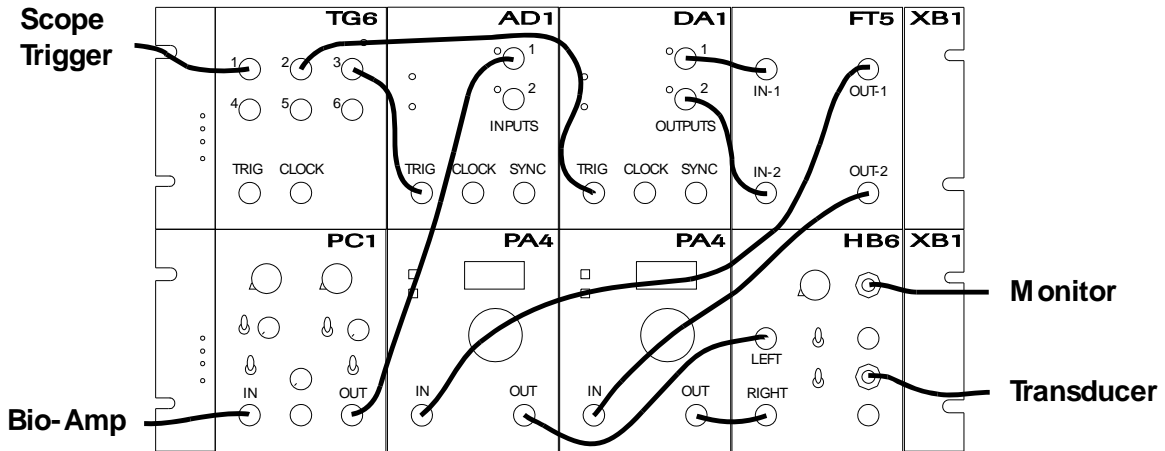 Scope
Trigger
TG6 AD1 DA1 FT5 XB1
1 2 3 1 1
IN-1 OUT-1
4 5 6 2 2
INPUTS OUTPUTS
TRIG CLOCK TRIG CLOCK SYNC TRIG CLOCK SYNC IN-2 OUT-2
PC1 PA4 PA4 HB6 XB1
Monitor
LEFT
IN OUT IN OUT IN OUT RIGHT
Transducer
Bio-Amp